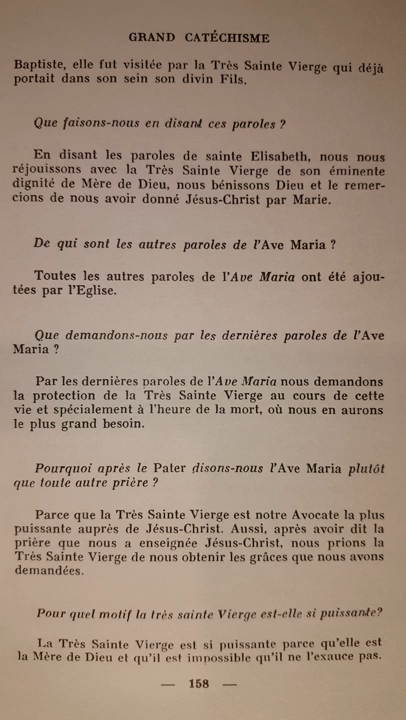 GRAND CATÉCHISME
Baptiste, elle fut visitée par la Très Sainte Vierge qui déjà
portait dans son sein son divin Fils.
Que faisons-nous en disant ces paroles ?
En disant les paroles de sainte Elisabeth, nous nous
réjouissons avec la Très Sainte Vierge de son éminente
dignité de Mère de Dieu, nous bénissons Dieu et le remer-
cions de nous avoir donné Jésus-Christ par Marie.
De qui sont les autres paroles de l'Ave Maria ?
Toutes les autres paroles de l'Ave Maria ont été ajou-
tées par l'Eglise.
Que demandons-nous par les dernières paroles de l'Ave
Maria ?
Par les dernières paroles de l'Ave Maria nous demandons
la protection de la Très Sainte Vierge au cours de cette
vie et spécialement à l'heure de la mort, où nous en aurons
le plus grand besoin.
Pourquoi après le Pater disons-nous l'Ave Maria plutôt
que toute autre prière ?
Parce que la Très Sainte Vierge est notre Avocate la plus
puissante auprès de Jésus-Christ. Aussi, après avoir dit la
prière que nous a enseignée Jésus-Christ, nous prions la
Très Sainte Vierge de nous obtenir les grâces que nous avons
demandées.
Pour quel motif la très sainte Vierge est-elle si puissante?
La Très Sainte Vierge est si puissante parce qu'elle est
la Mère de Dieu et qu'il est impossible qu'il ne l'exauce pas.
— 158 —